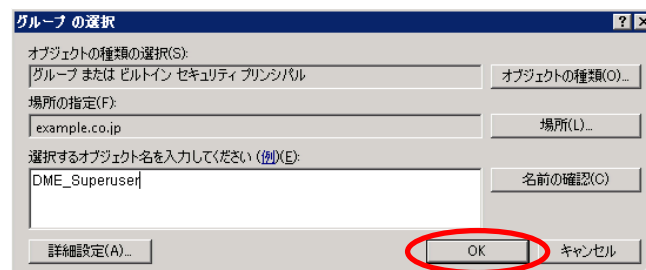 グループ の選択
オブジェクトの種類の選択(S):
グループ または ビルトイン セキュリティ プリンシパル
オブジェクトの種類(O)...
場所の指定(F):
example.co.jp
場所(L)...
選択するオブジェクト名を入力してください (例)(E):
DME_Superuser
名前の確認(C)
詳細設定(A)...
OK
キャンセル